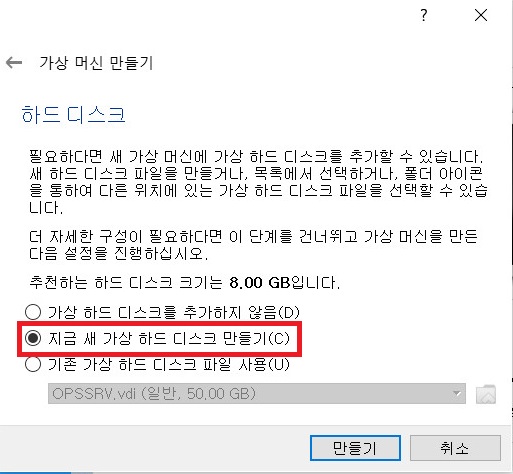 ?
가상 머신 만들기
하드 디스크
필요하다면 새 가상 머신에 가상 하드 디스크를 추가할 수 있습니다.
새 하드 디스크 파일을 만들거나, 목록에서 선택하거나, 폴더 아이콘
을 통하여 다른 위치에 있는 가상 하드 디스크 파일을 선택할 수 있습
니다.
더 자세한 구성이 필요하다면 이 단계를 건너뛰고 가상 머신을 만든
다음 설정을 진행하십시오.
추천하는 하드 디스크 크기는 8.00 GB입니다.
가상 하드 디스크를 추가하지 않음(D)
지금 새 가상 하드 디스크 만들기(C)
기존 가상 하드 디스크 파일 사용(U)
OPSSRV.vdi (일반, 50.00 GB)
만들기
취소